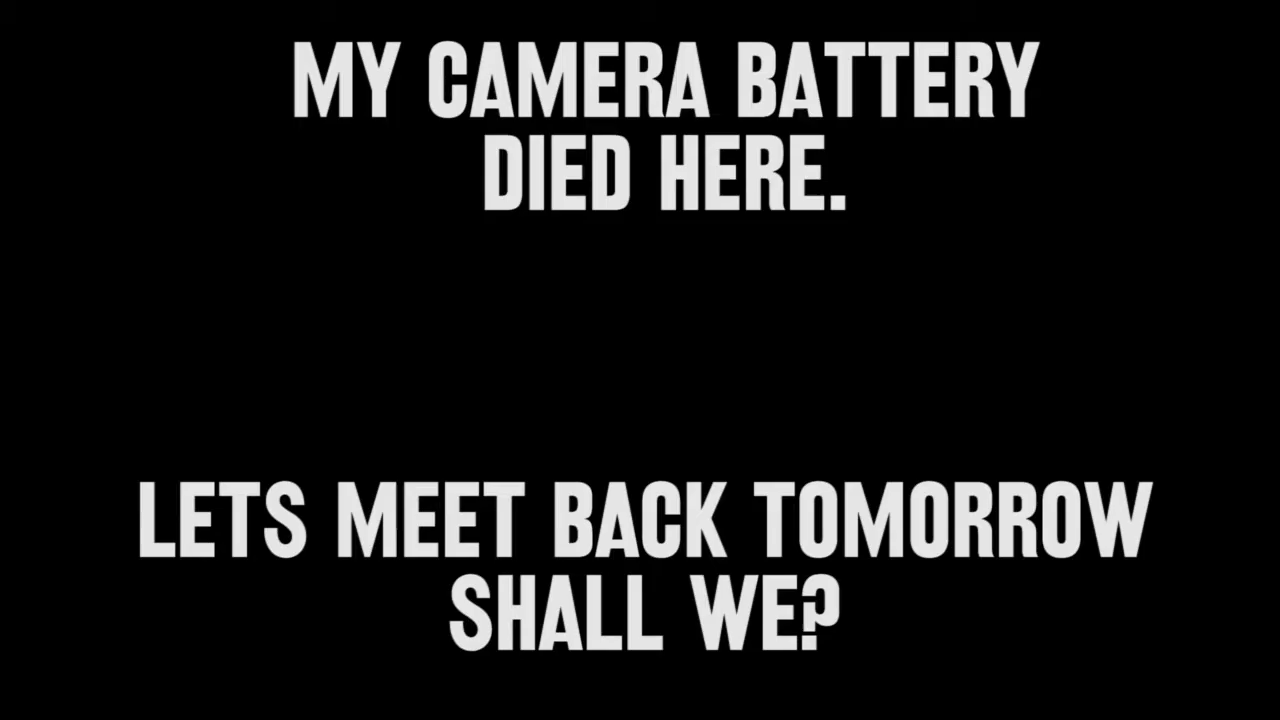 MY CAMERA BATTERY
DIED HERE.
LETS MEET BACK TOMORROW
SHALL WE?